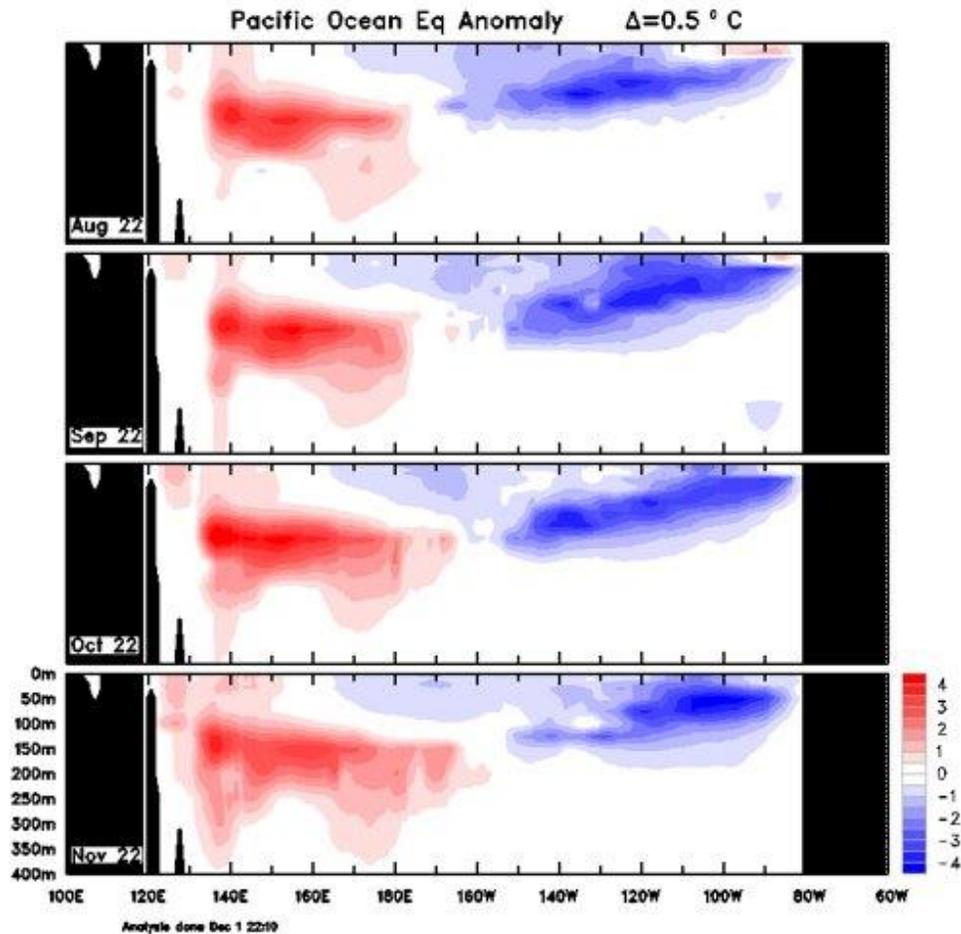 Pacific Ocean Eq Anomaly Δ=0.5 ° C
Aug 22
Sep 22
Oct 22
Nov 22
0m
50m
100m
150m
200m
250m
300m
350m
400m
4
3
2
1
0
-1
-2
-3
-4
100E 120E 140E 160E 180E 160W 140W 120W 100W 80W 60W
Analysis done Dec 1 22:19